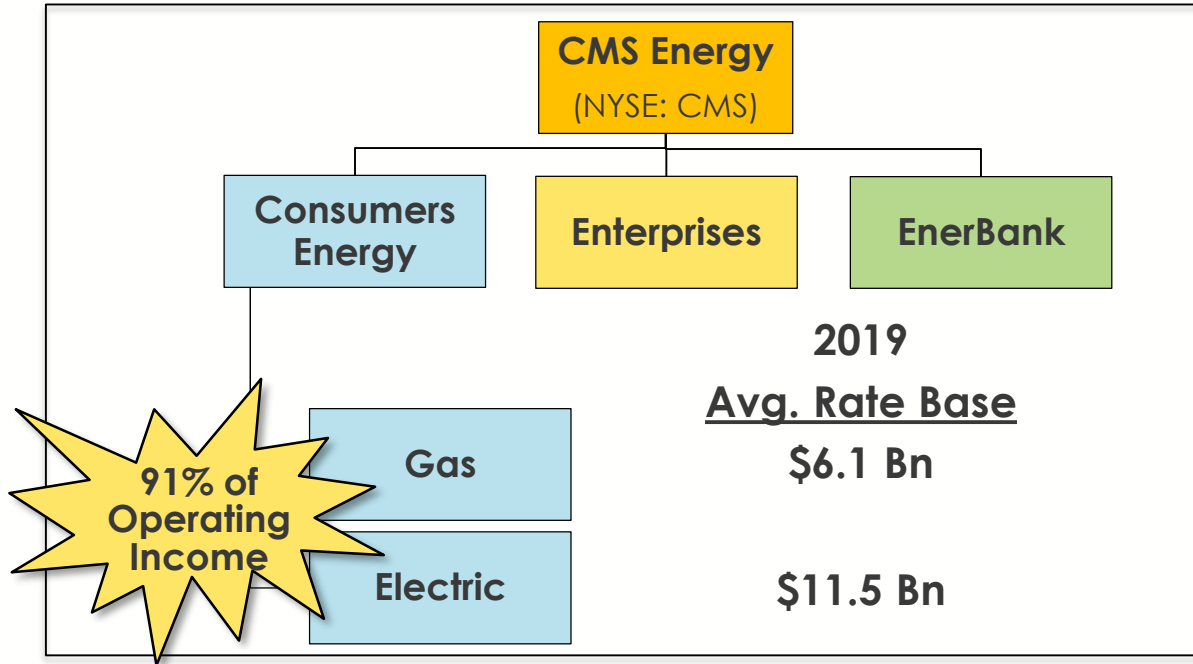 CMS Energy
(NYSE: CMS)
Consumers
Energy
Enterprises
EnerBank
2019
Avg. Rate Base
91% of
Operating
Income
Gas
$6.1 Bn
Electric
$11.5 Bn